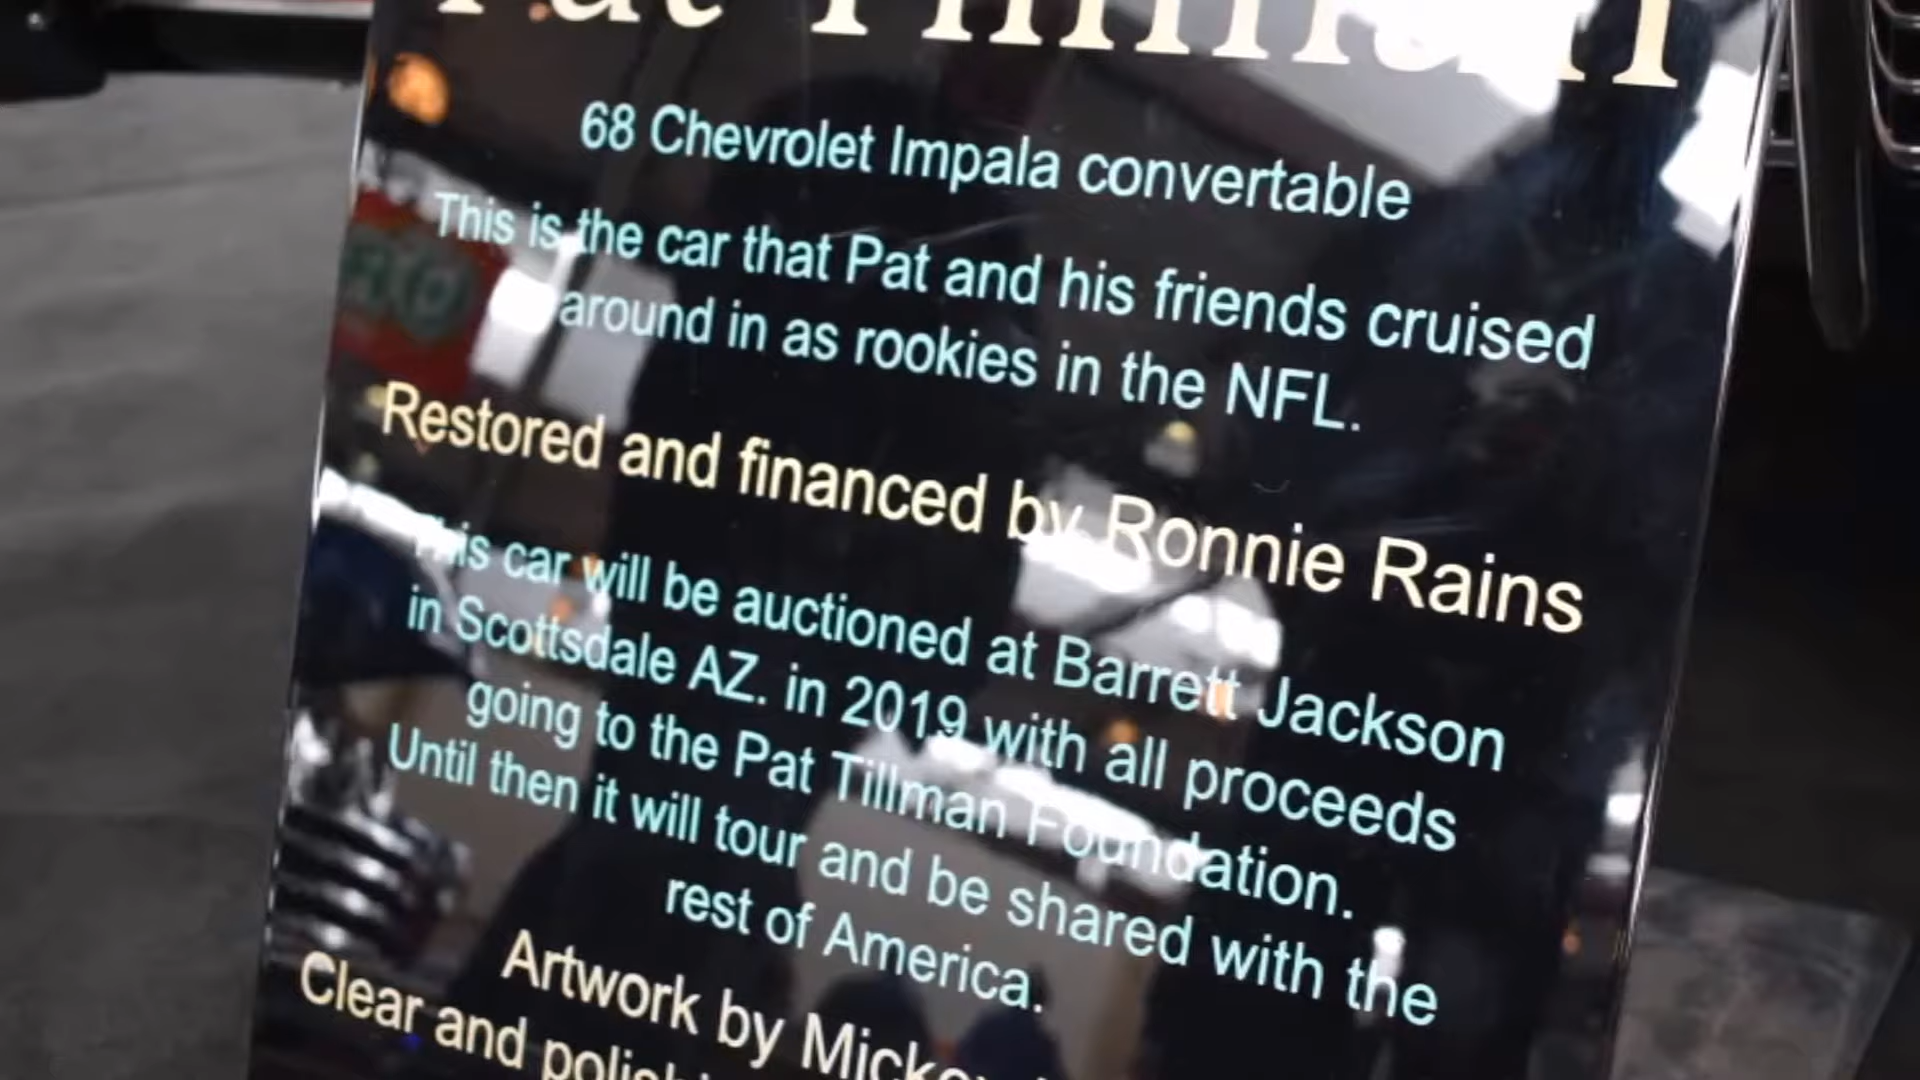 Pat Tillman
68 Chevrolet Impala convertable
This is the car that Pat and his friends cruised
around in as rookies in the NFL.
Restored and financed by Ronnie Rains
This car will be auctioned at Barrett Jackson
in Scottsdale AZ. in 2019 with all proceeds
going to the Pat Tillman Foundation.
Until then it will tour and be shared with the
rest of America.
Artwork by
Clear and